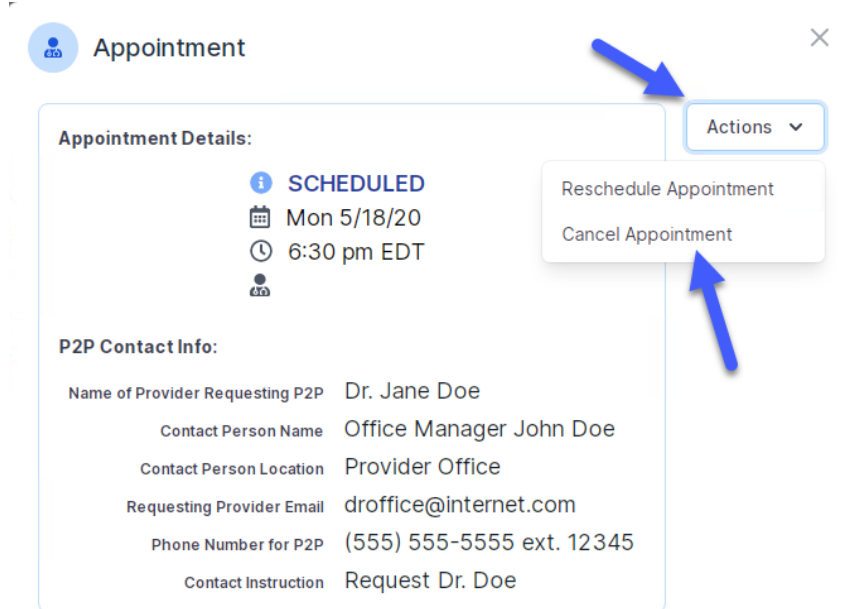 Appointment
Actions
Appointment Details:
SCHEDULED
Reschedule Appointment
Mon 5/18/20
Cancel Appointment
6:30 pm EDT
P2P Contact Info:
Name of Provider Requesting P2P Dr. Jane Doe
Contact Person Name Office Manager John Doe
Contact Person Location Provider Office
Requesting Provider Email droffice@internet.com
Phone Number for P2P (555) 555-5555 ext. 12345
Contact Instruction Request Dr. Doe